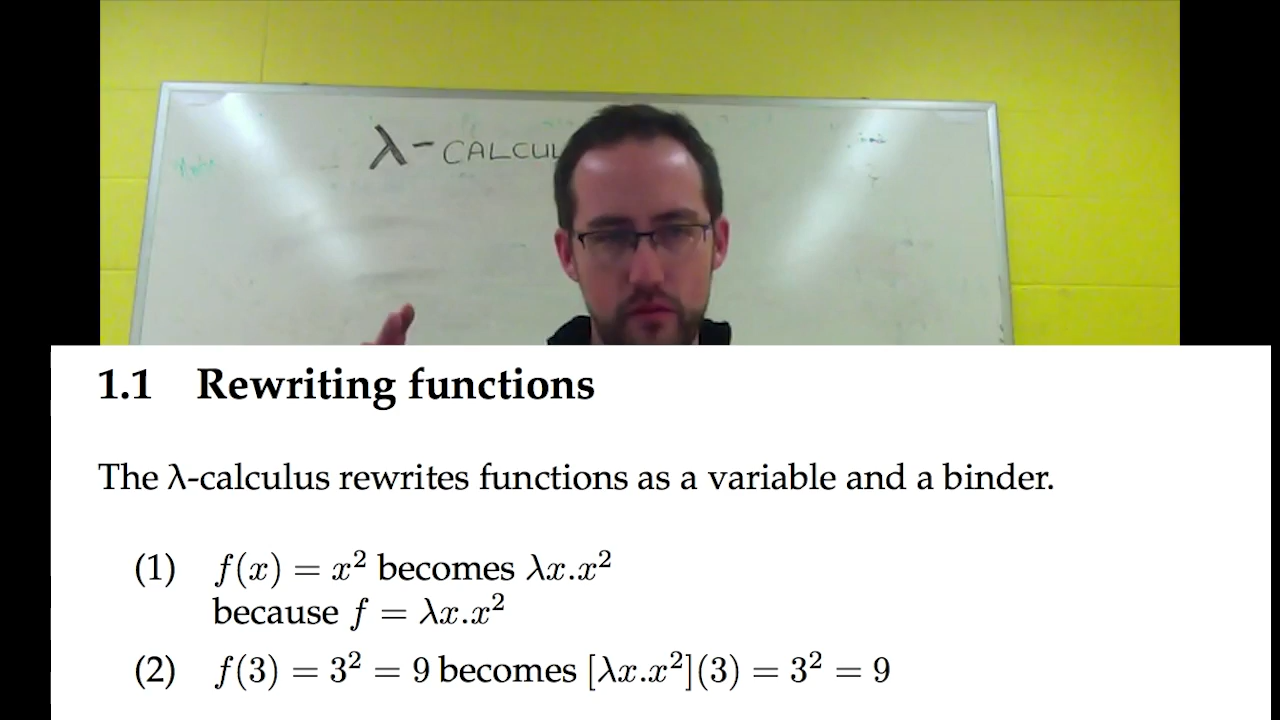 λ-CALCUL
1.1 Rewriting functions
The λ-calculus rewrites functions as a variable and a binder.
(1) f(x) = x² becomes λx.x²
because f = λx.x²
(2) f(3) = 3² = 9 becomes [λx.x²](3) = 3² = 9